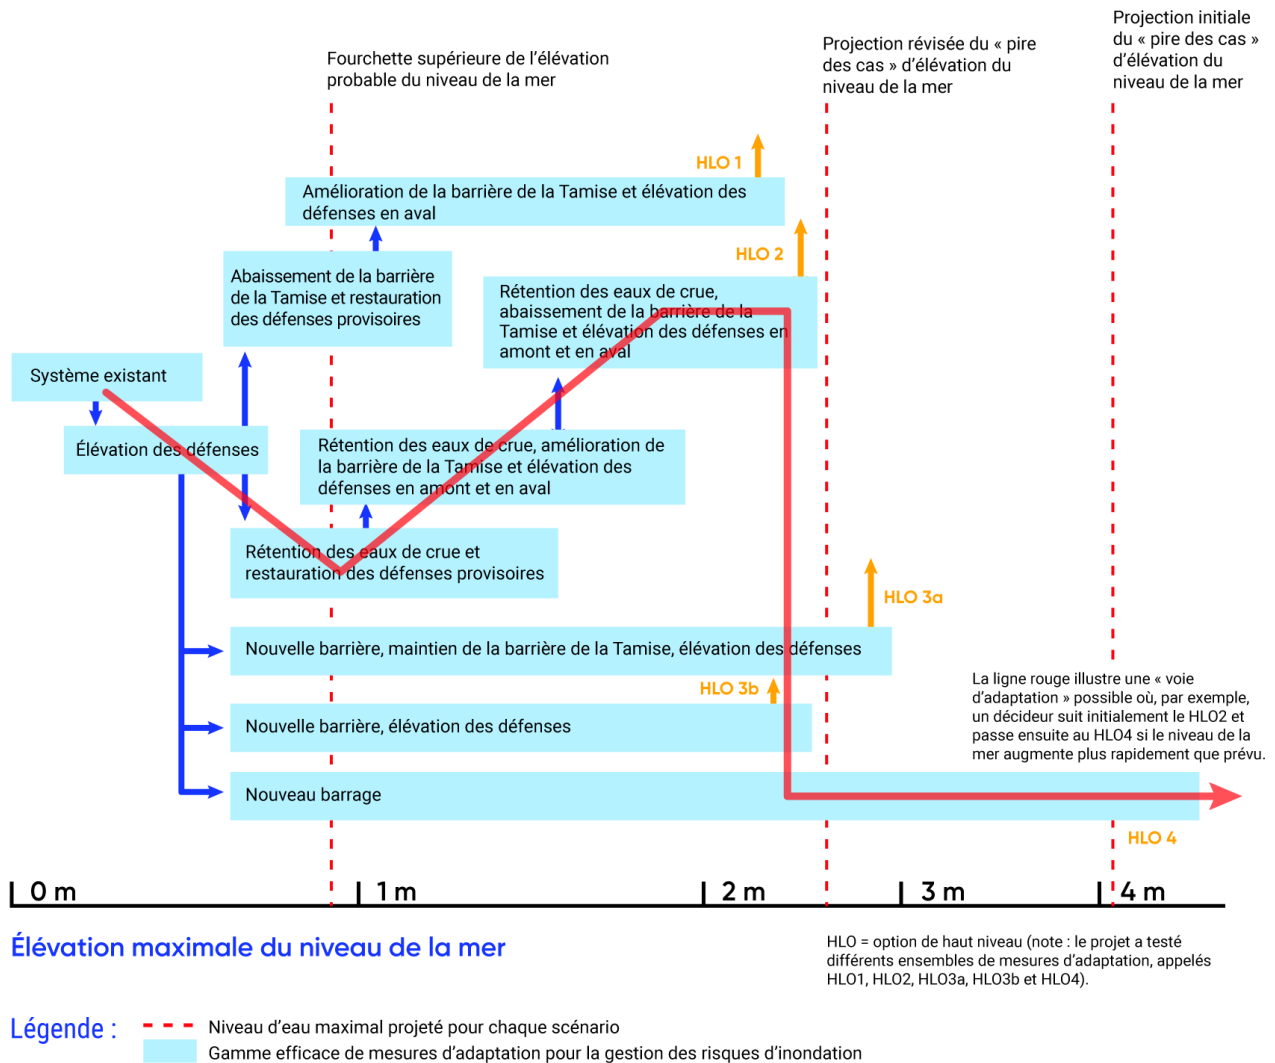 Fourchette supérieure de l'élévation
probable du niveau de la mer
Projection révisée du « pire
des cas » d'élévation du
niveau de la mer
Projection initiale
du « pire des cas »
d'élévation du
niveau de la mer
HLO 1
Amélioration de la barrière de la Tamise et élévation des
défenses en aval
HLO 2
Abaissement de la barrière
de la Tamise et restauration
des défenses provisoires
Rétention des eaux de crue,
abaissement de la barrière de la
Tamise et élévation des défenses en
amont et en aval
Système existant
Élévation des défenses
Rétention des eaux de crue, amélioration de
la barrière de la Tamise et élévation des
défenses en amont et en aval
Rétention des eaux de crue et
restauration des défenses provisoires
HLO 3a
Nouvelle barrière, maintien de la barrière de la Tamise, élévation des défenses
HLO 3b
Nouvelle barrière, élévation des défenses
La ligne rouge illustre une « voie
d'adaptation » possible où, par exemple,
un décideur suit initialement le HLO2 et
passe ensuite au HLO4 si le niveau de la
mer augmente plus rapidement que prévu.
Nouveau barrage
HLO 4
0 m 1 m 2 m 3 m 4 m
Élévation maximale du niveau de la mer
HLO = option de haut niveau (note : le projet a testé
différents ensembles de mesures d'adaptation, appelés
HLO1, HLO2, HLO3a, HLO3b et HLO4).
Légende :
Niveau d'eau maximal projeté pour chaque scénario
Gamme efficace de mesures d'adaptation pour la gestion des risques d'inondation